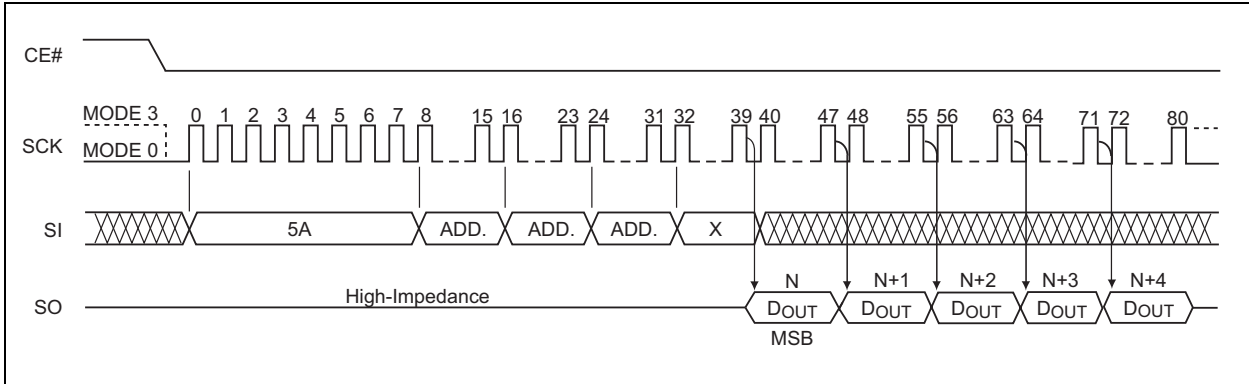 CE#
MODE 3
0 1 2 3 4 5 6 7 8 15 16 23 24 31 32 39 40 47 48 55 56 63 64 71 72 80
SCK
MODE 0
SI
5A
ADD.
ADD.
ADD.
X
N N+1 N+2 N+3 N+4
SO
High-Impedance
DOUT DOUT DOUT DOUT DOUT
MSB